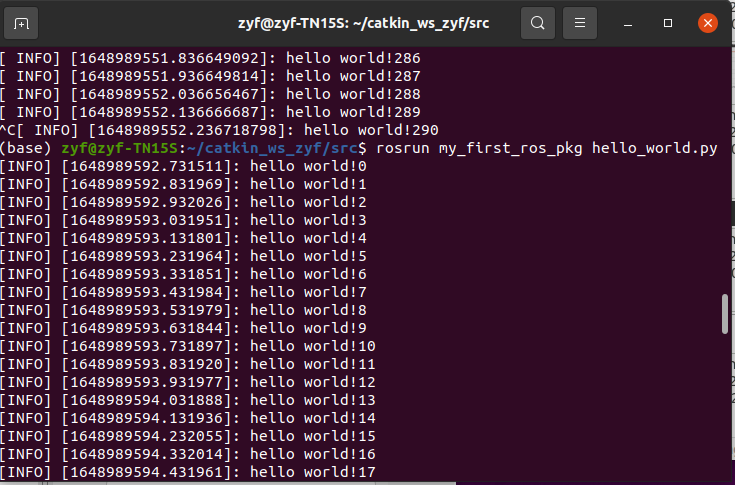 zyf@zyf-TN15S: ~/catkin_ws_zyf/src
[ INFO] [1648989551.836649092]: hello world!286
[ INFO] [1648989551.936649814]: hello world!287
[ INFO] [1648989552.036656467]: hello world!288
[ INFO] [1648989552.136666687]: hello world!289
^C[ INFO] [1648989552.236718798]: hello world!290
(base) zyf@zyf-TN15S:~/catkin_ws_zyf/src$ rosrun my_first_ros_pkg hello_world.py
[INFO] [1648989592.731511]: hello world!0
[INFO] [1648989592.831969]: hello world!1
[INFO] [1648989592.932026]: hello world!2
[INFO] [1648989593.031951]: hello world!3
[INFO] [1648989593.131801]: hello world!4
[INFO] [1648989593.231964]: hello world!5
[INFO] [1648989593.331851]: hello world!6
[INFO] [1648989593.431984]: hello world!7
[INFO] [1648989593.531979]: hello world!8
[INFO] [1648989593.631844]: hello world!9
[INFO] [1648989593.731897]: hello world!10
[INFO] [1648989593.831920]: hello world!11
[INFO] [1648989593.931977]: hello world!12
[INFO] [1648989594.031888]: hello world!13
[INFO] [1648989594.131936]: hello world!14
[INFO] [1648989594.232055]: hello world!15
[INFO] [1648989594.332014]: hello world!16
[INFO] [1648989594.431961]: hello world!17